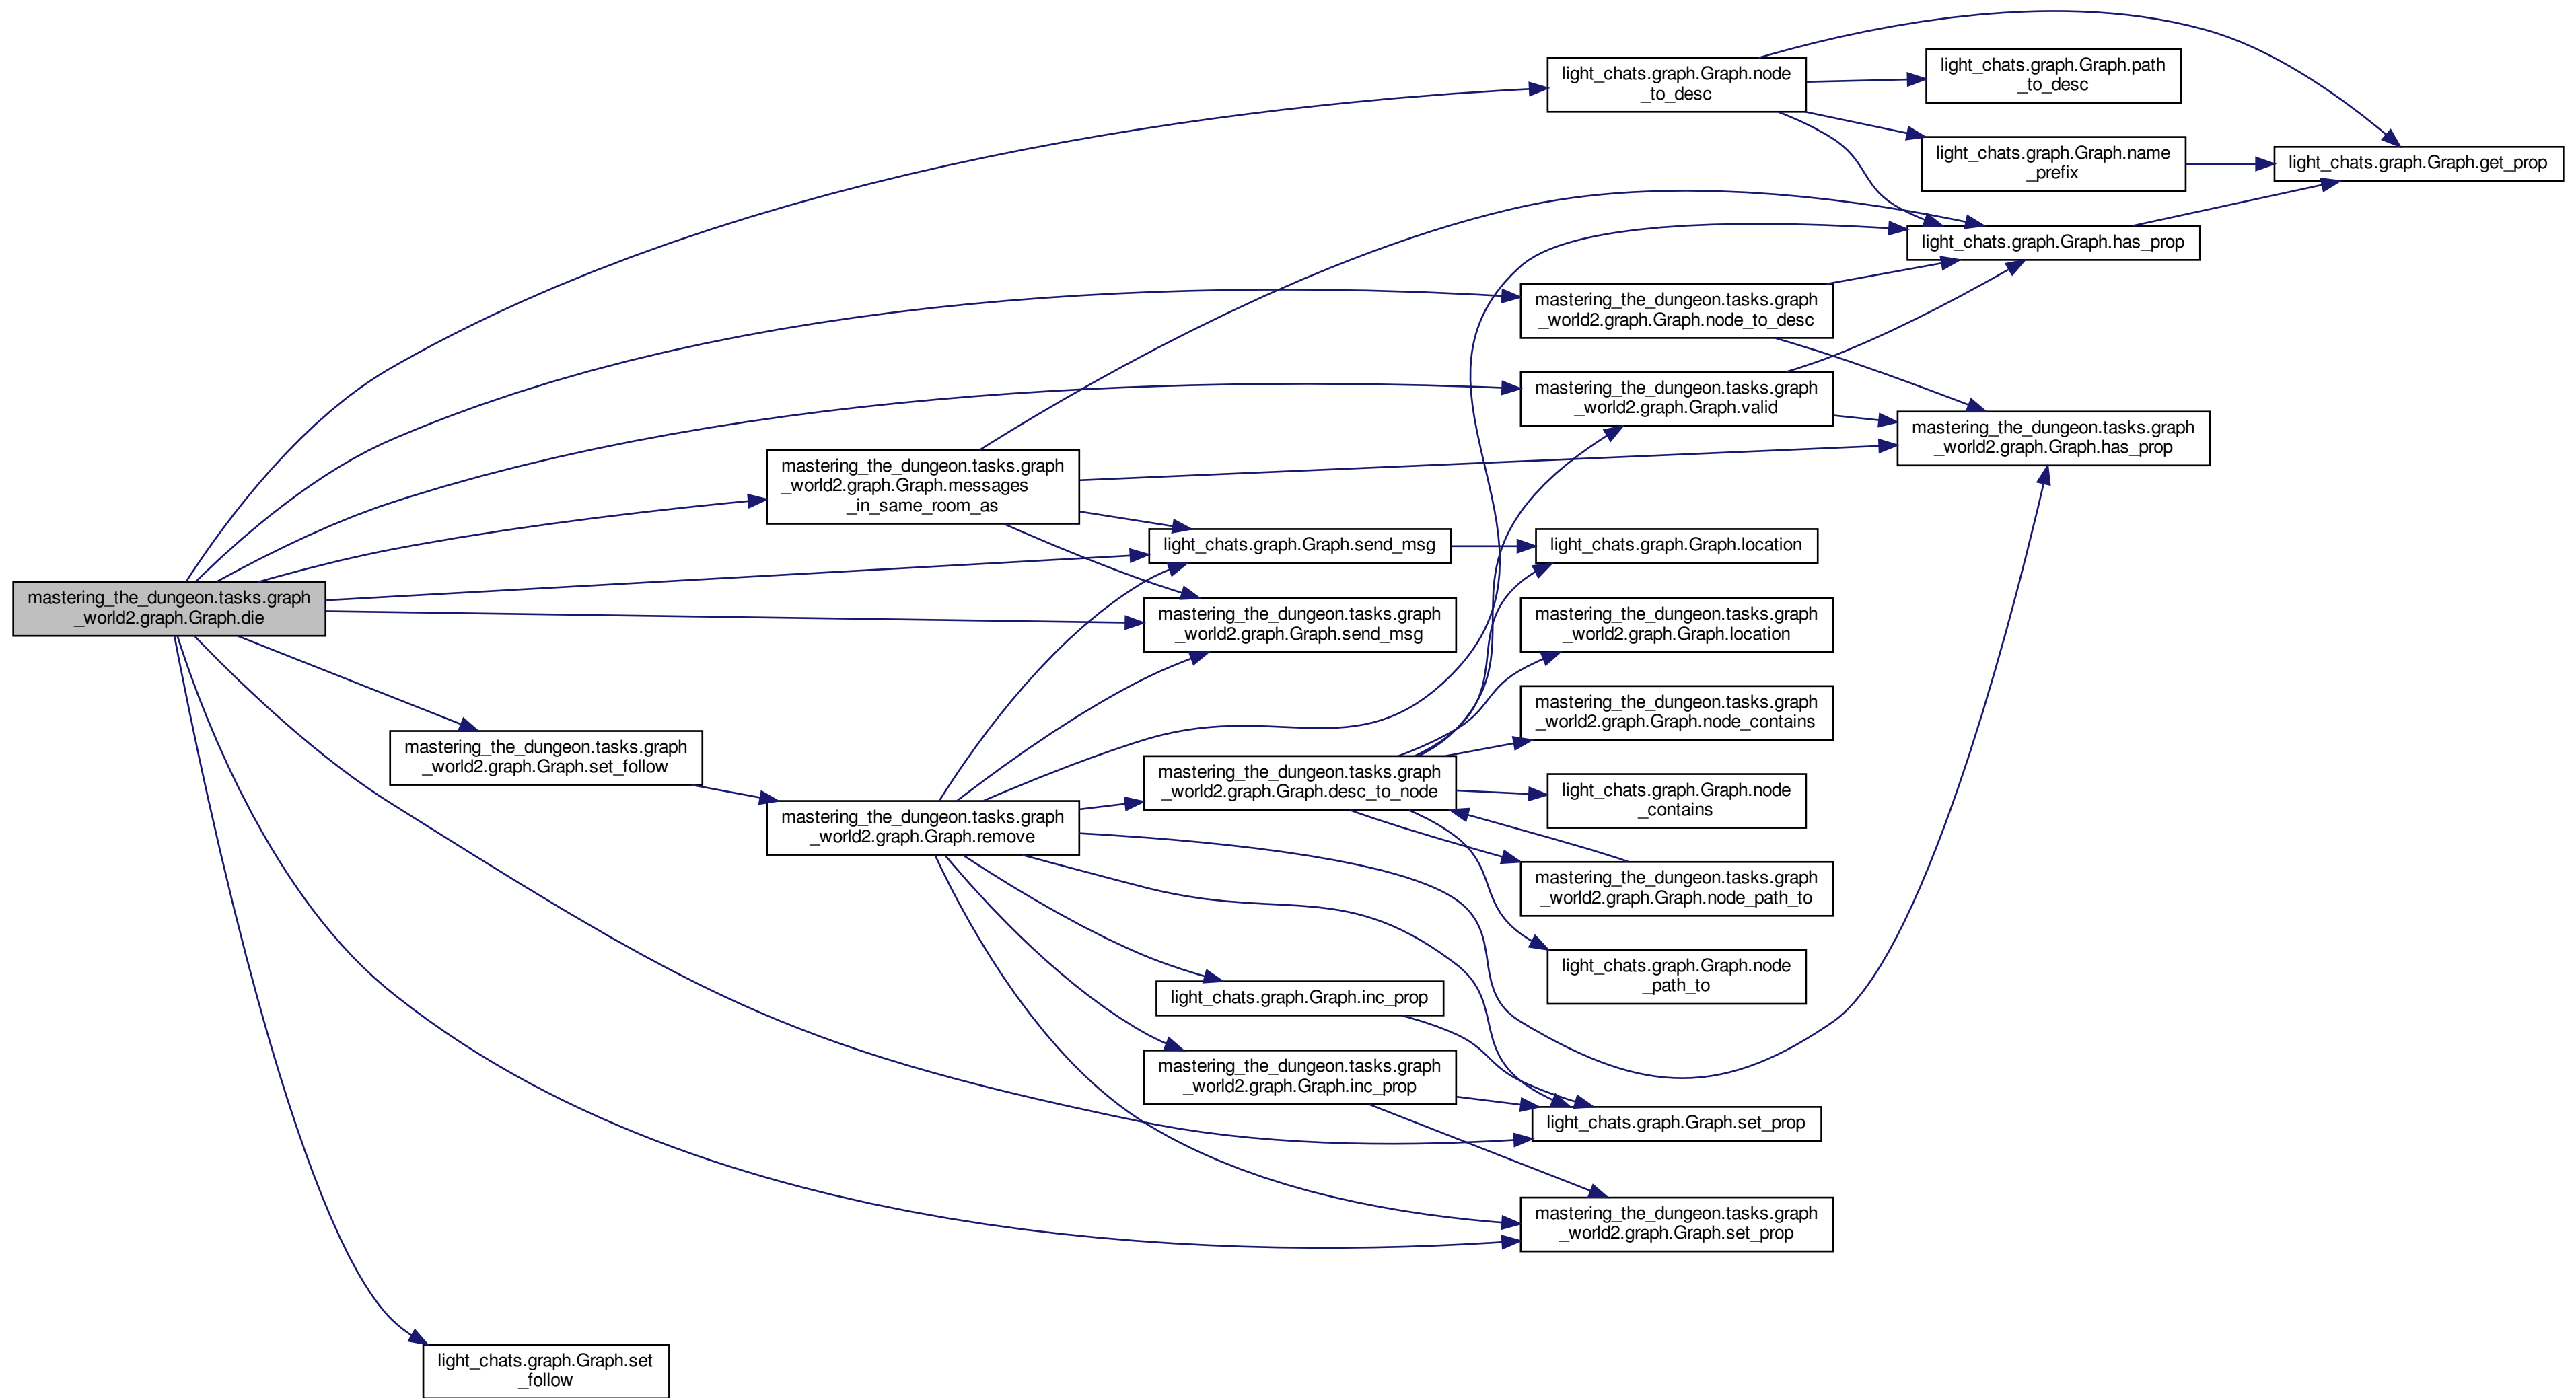 light_chats.graph.Graph.node
_to_desc
light_chats.graph.Graph.path
_to_desc
light_chats.graph.Graph.name
_prefix
light_chats.graph.Graph.get_prop
light_chats.graph.Graph.has_prop
mastering_the_dungeon.tasks.graph
_world2.graph.Graph.node_to_desc
mastering_the_dungeon.tasks.graph
_world2.graph.Graph.valid
mastering_the_dungeon.tasks.graph
_world2.graph.Graph.has_prop
mastering_the_dungeon.tasks.graph
_world2.graph.Graph.messages
_in_same_room_as
light_chats.graph.Graph.send_msg
light_chats.graph.Graph.location
mastering_the_dungeon.tasks.graph
_world2.graph.Graph.die
mastering_the_dungeon.tasks.graph
_world2.graph.Graph.send_msg
mastering_the_dungeon.tasks.graph
_world2.graph.Graph.location
mastering_the_dungeon.tasks.graph
_world2.graph.Graph.node_contains
mastering_the_dungeon.tasks.graph
_world2.graph.Graph.set_follow
mastering_the_dungeon.tasks.graph
_world2.graph.Graph.desc_to_node
light_chats.graph.Graph.node
_contains
mastering_the_dungeon.tasks.graph
_world2.graph.Graph.remove
mastering_the_dungeon.tasks.graph
_world2.graph.Graph.node_path_to
light_chats.graph.Graph.node
_path_to
light_chats.graph.Graph.inc_prop
mastering_the_dungeon.tasks.graph
_world2.graph.Graph.inc_prop
light_chats.graph.Graph.set_prop
mastering_the_dungeon.tasks.graph
_world2.graph.Graph.set_prop
light_chats.graph.Graph.set
_follow